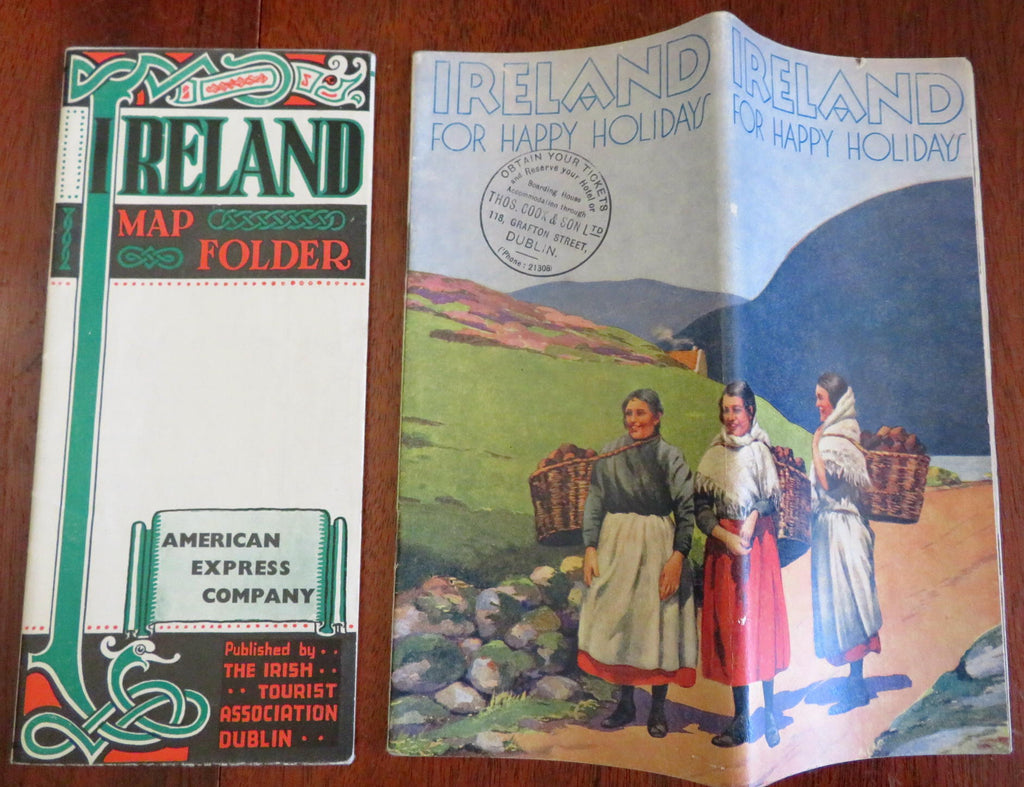 IRELAND
MAP
FOLDER
AMERICAN
EXPRESS
COMPANY
Published by
THE IRISH
TOURIST
ASSOCIATION
DUBLIN
IRELAND
FOR HAPPY HOLIDAYS
OBTAIN YOUR TICKETS
and Reserve your Hotel or
Boarding House
Accommodation through
THOS. COOK & SON LTD
118, GRAFTON STREET,
DUBLIN.
(Phone: 21308)
IRELAND
FOR HAPPY HOLIDAYS